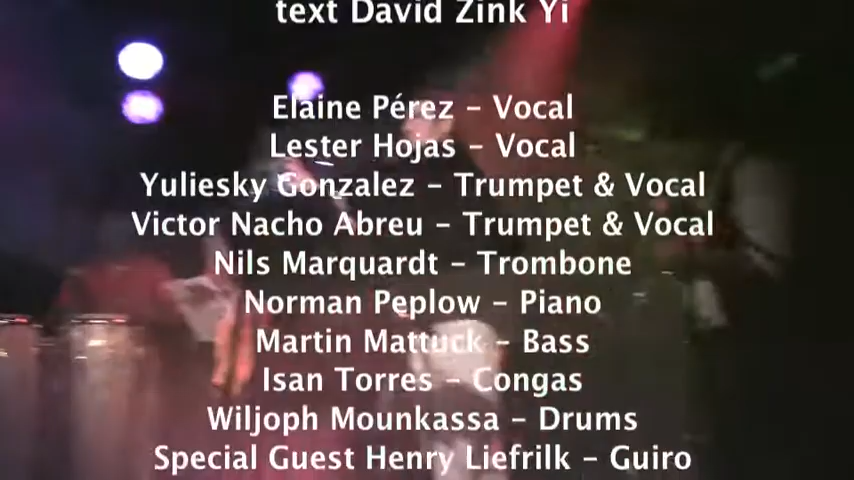 text David Zink Yi
Elaine Pérez – Vocal
Lester Hojas – Vocal
Yuliesky Gonzalez – Trumpet & Vocal
Victor Nacho Abreu – Trumpet & Vocal
Nils Marquardt – Trombone
Norman Peplow – Piano
Martin Mattuck – Bass
Isan Torres – Congas
Wiljoph Mounkassa – Drums
Special Guest Henry Liefrilk – Guiro